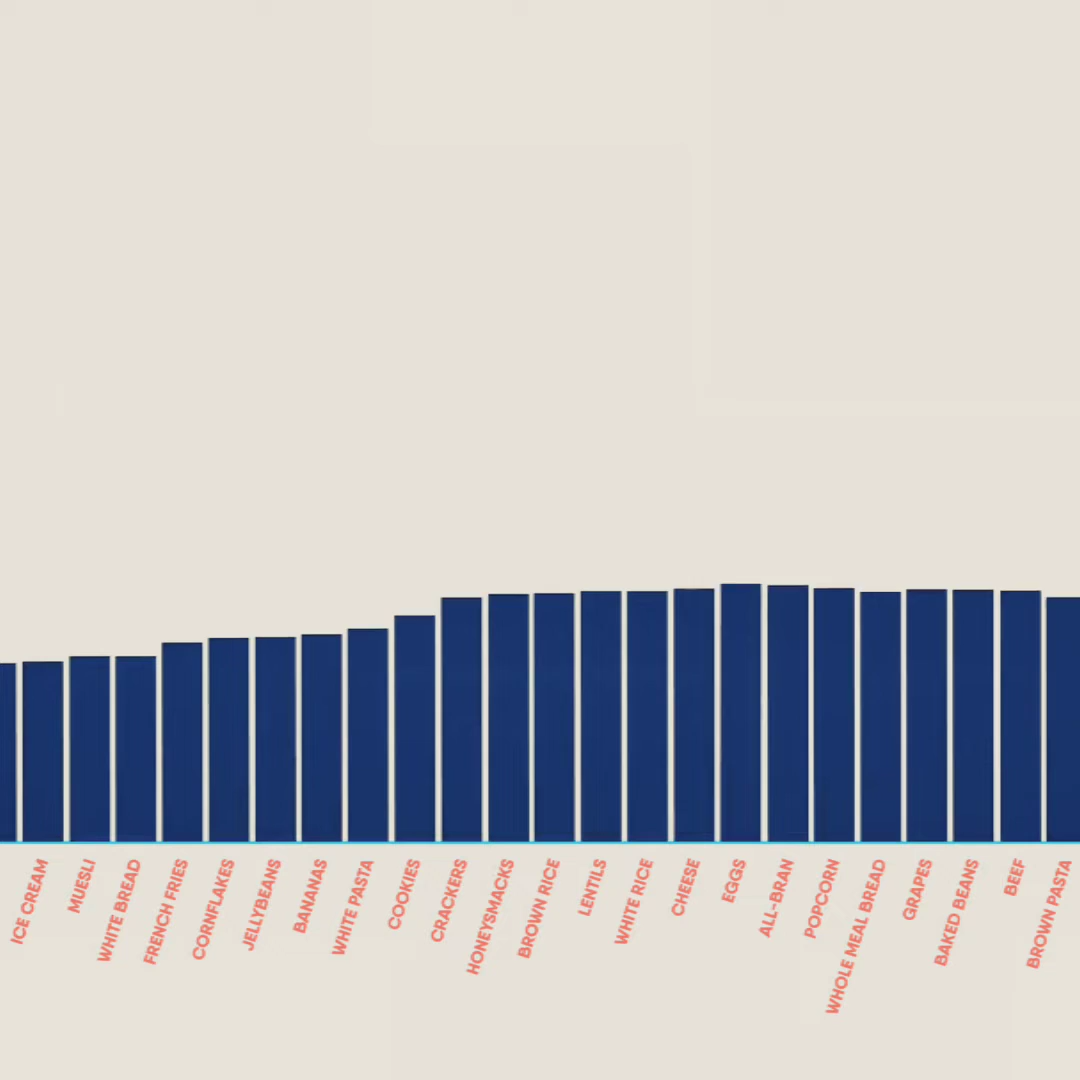 ICE CREAM
MUESLI
WHITE BREAD
FRENCH FRIES
CORNFLAKES
JELLYBEANS
BANANAS
WHITE PASTA
COOKIES
CRACKERS
HONEYSMACKS
BROWN RICE
LENTILS
WHITE RICE
CHEESE
EGGS
ALL-BRAN
POPCORN
WHOLE MEAL BREAD
GRAPES
BAKED BEANS
BEEF
BROWN PASTA